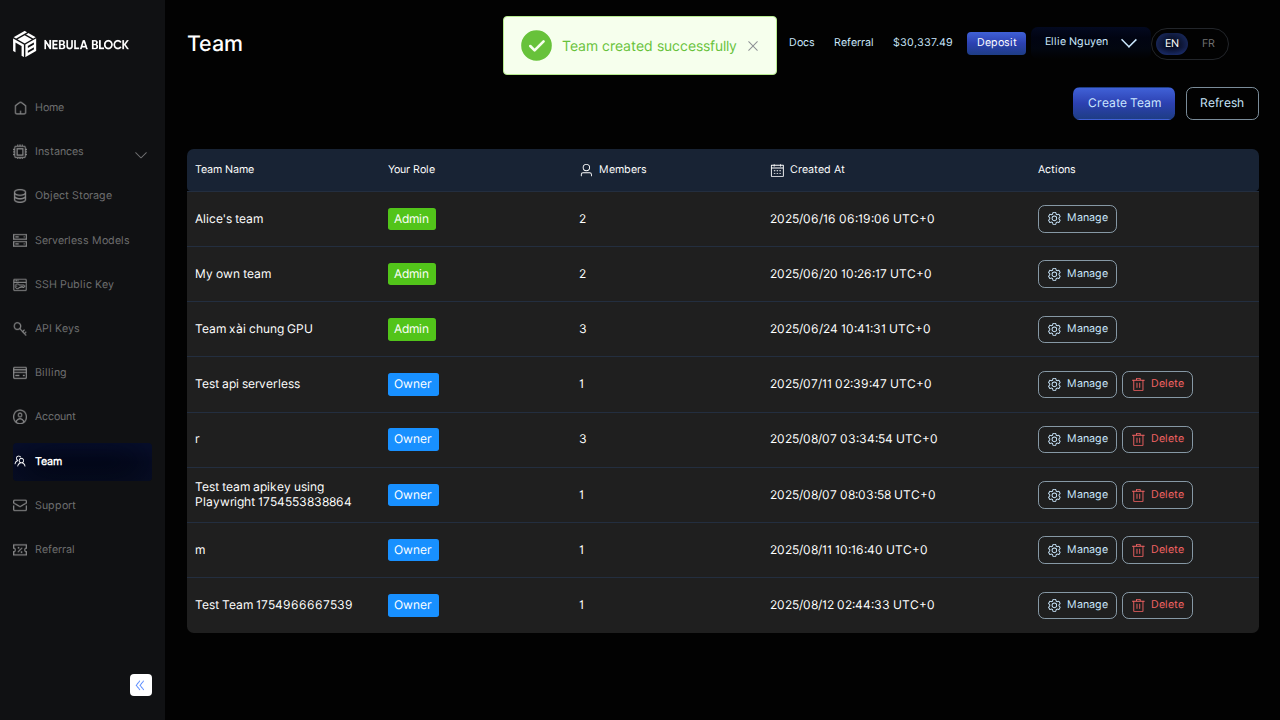 NEBULA BLOCK
Team
Team created successfully
Docs
Referral
$30,337.49
Deposit
Ellie Nguyen
EN
FR
Home
Instances
Object Storage
Serverless Models
SSH Public Key
API Keys
Billing
Account
Team
Support
Referral
Create Team
Refresh
Team Name Your Role Members Created At Actions
Alice's team Admin 2 2025/06/16 06:19:06 UTC+0 Manage
My own team Admin 2 2025/06/20 10:26:17 UTC+0 Manage
Team xài chung GPU Admin 3 2025/06/24 10:41:31 UTC+0 Manage
Test api serverless Owner 1 2025/07/11 02:39:47 UTC+0 Manage Delete
r Owner 3 2025/08/07 03:34:54 UTC+0 Manage Delete
Test team apikey using
Playwright 1754553838864 Owner 1 2025/08/07 08:03:58 UTC+0 Manage Delete
m Owner 1 2025/08/11 10:16:40 UTC+0 Manage Delete
Test Team 1754966667539 Owner 1 2025/08/12 02:44:33 UTC+0 Manage Delete